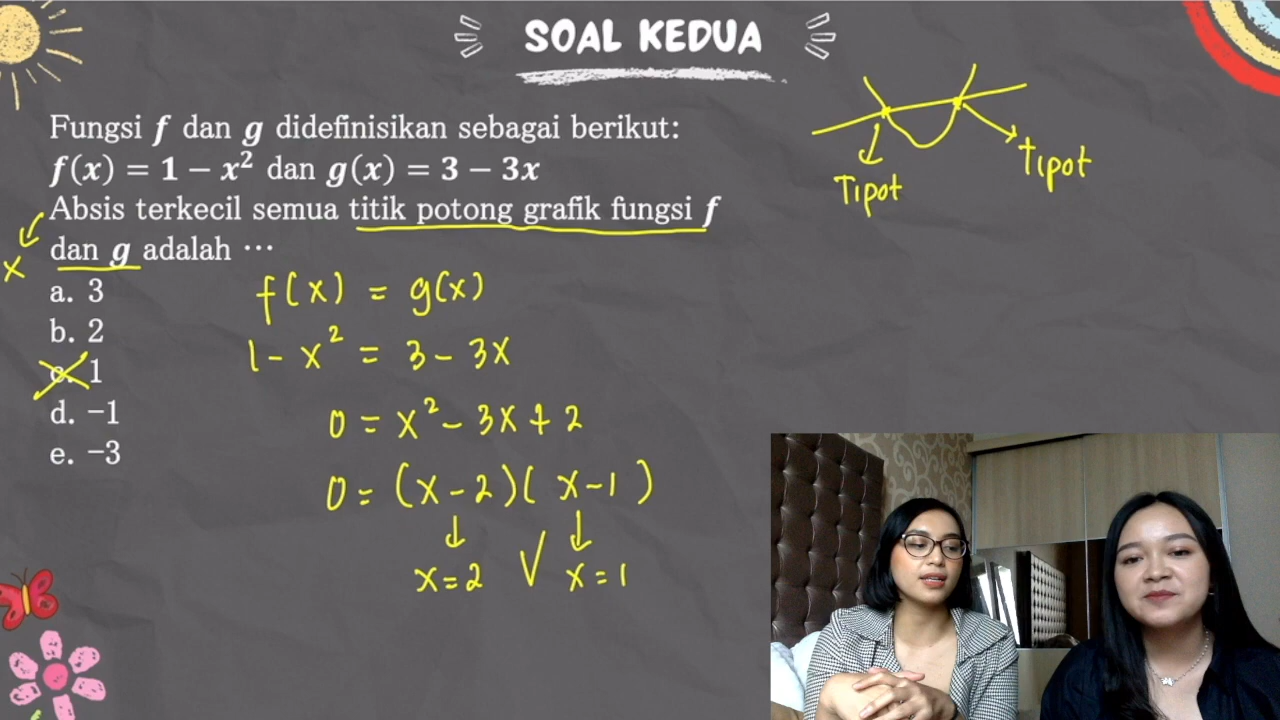 SOAL KEDUA
Fungsi f dan g didefinisikan sebagai berikut:
f(x) = 1 − x² dan g(x) = 3 − 3x
Absis terkecil semua titik potong grafik fungsi f
x
dan g adalah ⋯
a. 3
b. 2
c. 1
d. −1
e. −3
f(x) = g(x)
1 - x² = 3 - 3x
0 = x² - 3x + 2
0 = (x-2)(x-1)
x=2 V x=1
Tipot
Tipot